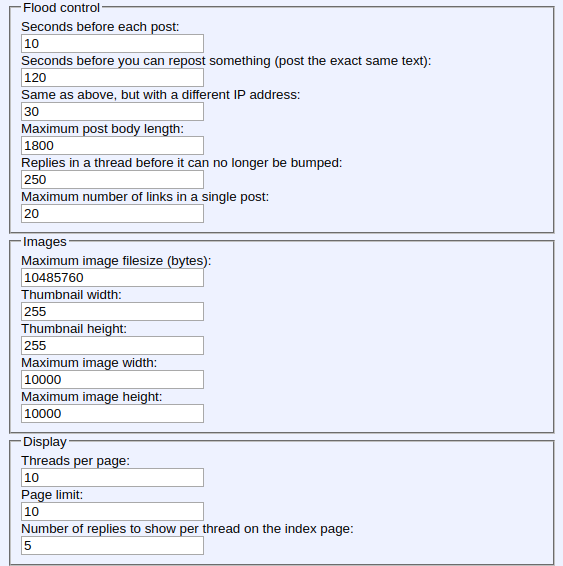 Flood control
Seconds before each post:
10
Seconds before you can repost something (post the exact same text):
120
Same as above, but with a different IP address:
30
Maximum post body length:
1800
Replies in a thread before it can no longer be bumped:
250
Maximum number of links in a single post:
20
Images
Maximum image filesize (bytes):
10485760
Thumbnail width:
255
Thumbnail height:
255
Maximum image width:
10000
Maximum image height:
10000
Display
Threads per page:
10
Page limit:
10
Number of replies to show per thread on the index page:
5